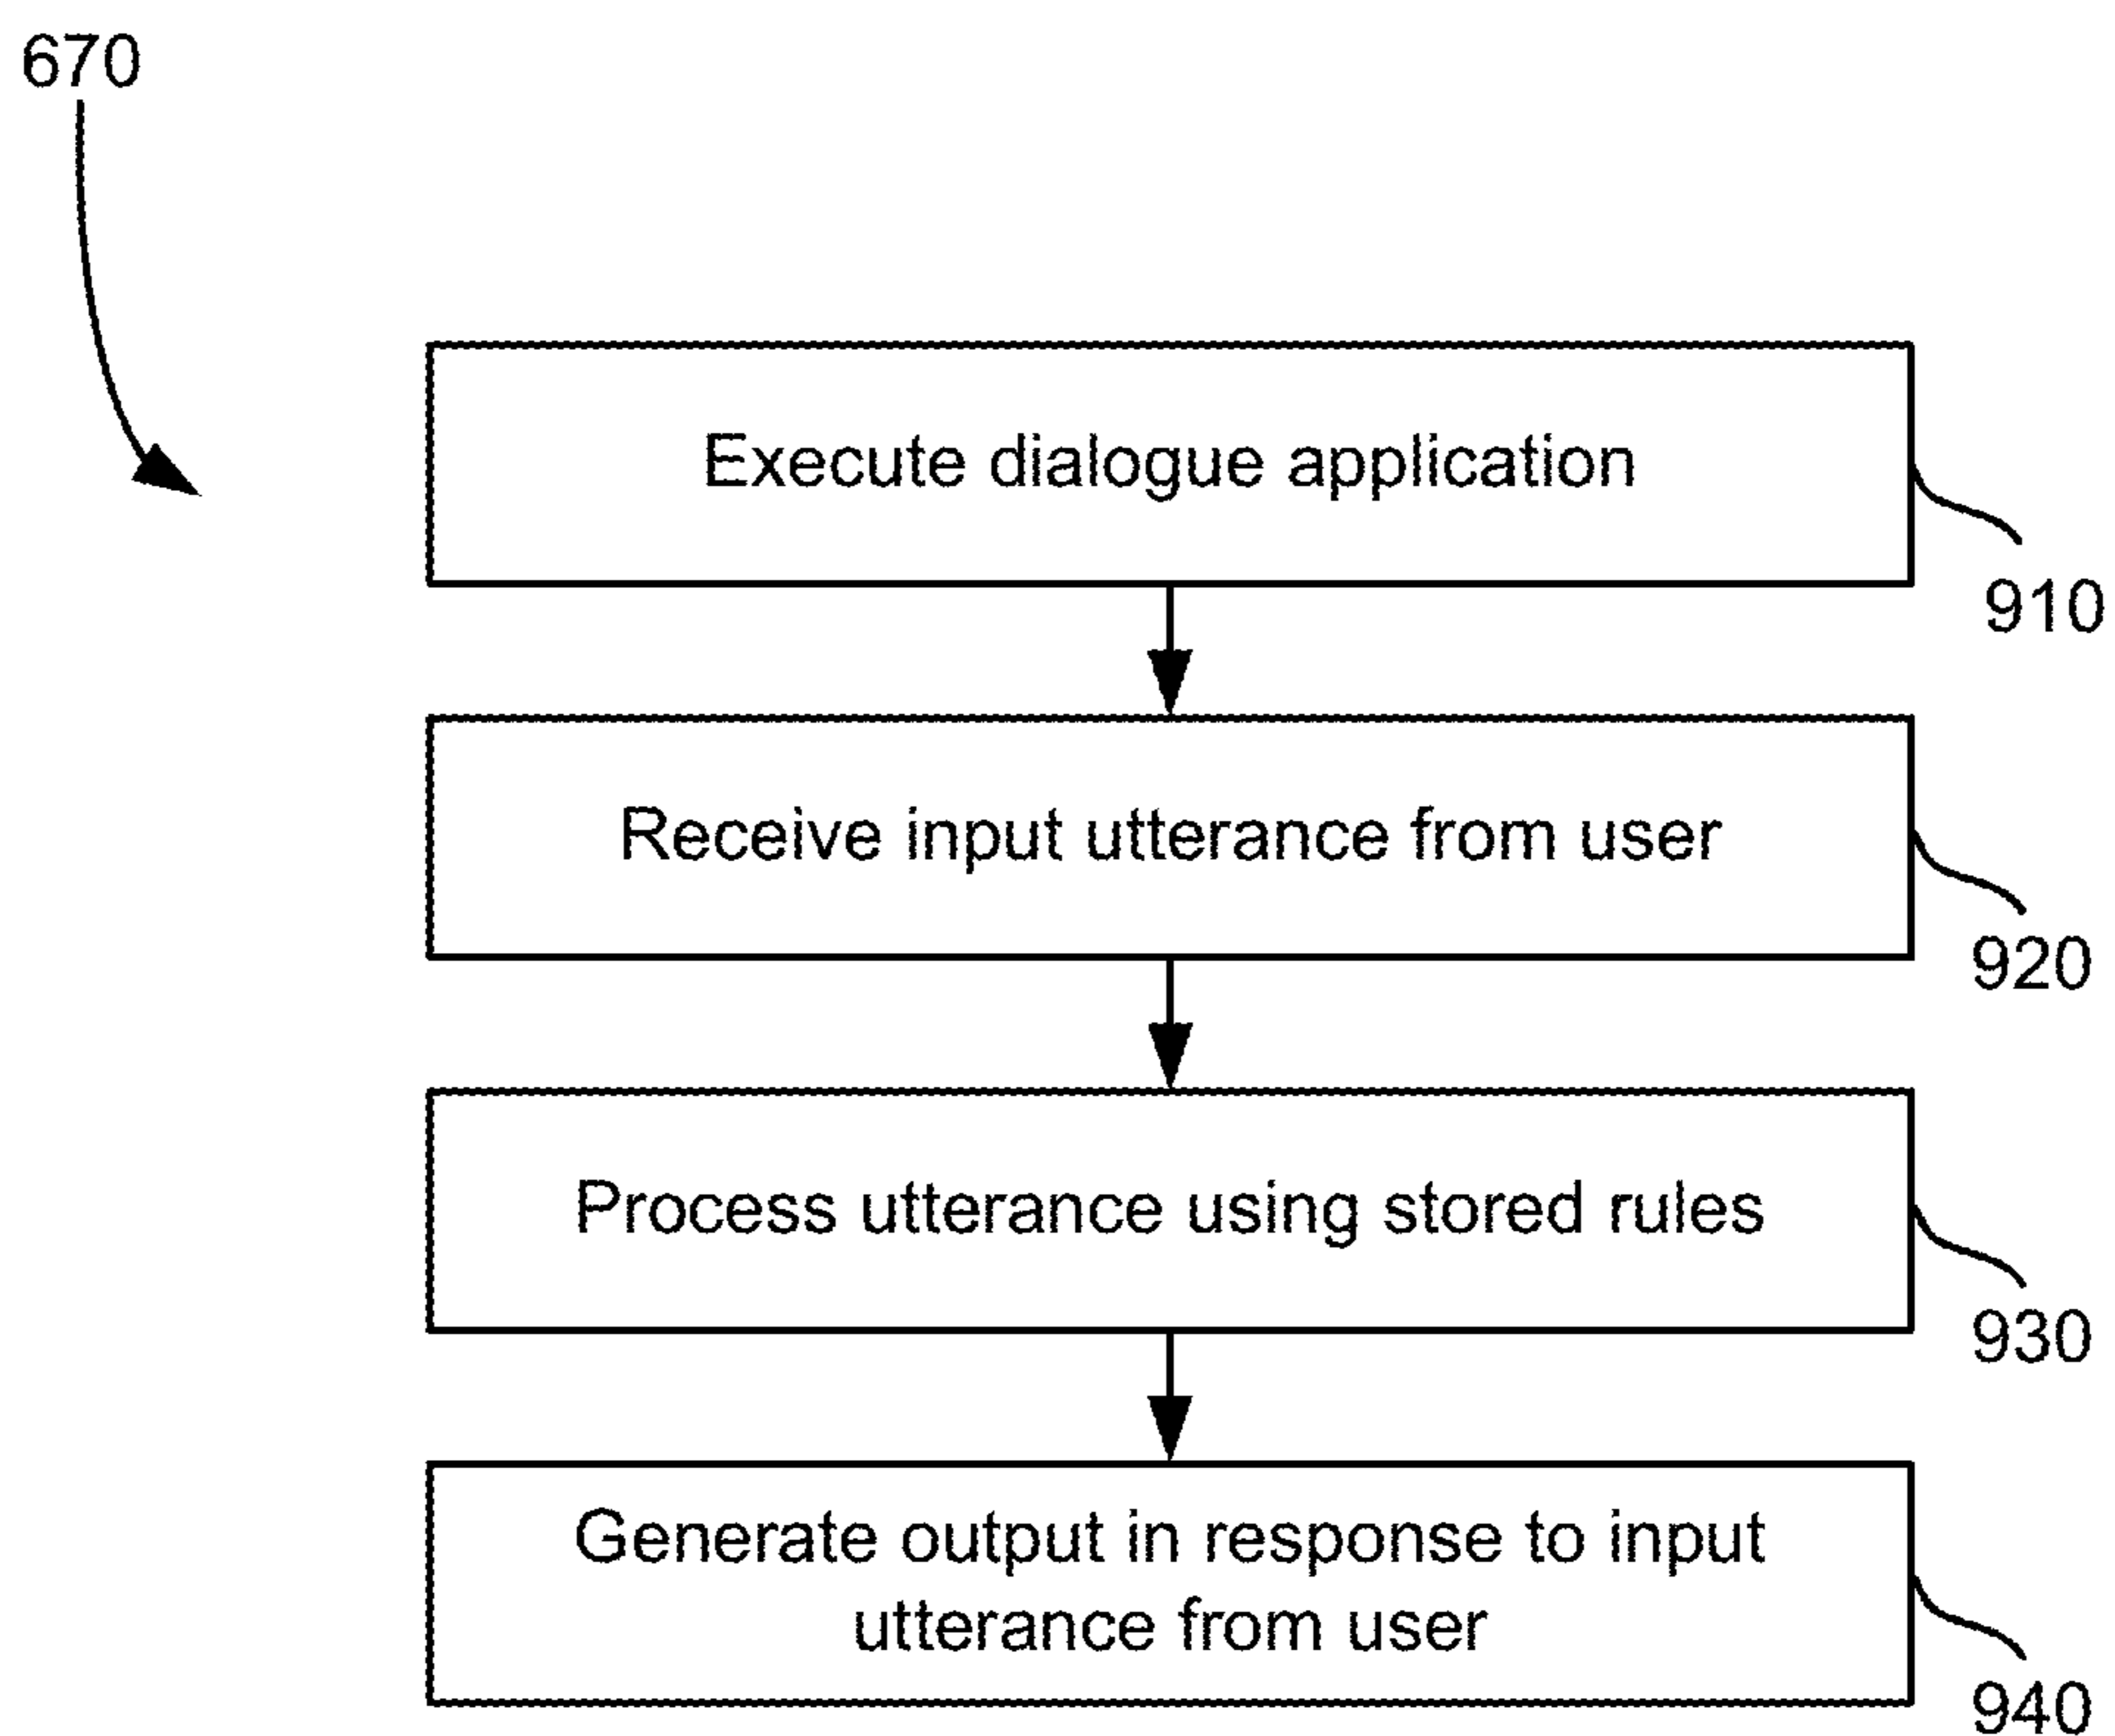 670
Execute dialogue application
910
Receive input utterance from user
920
Process utterance using stored rules
930
Generate output in response to input
utterance from user
940